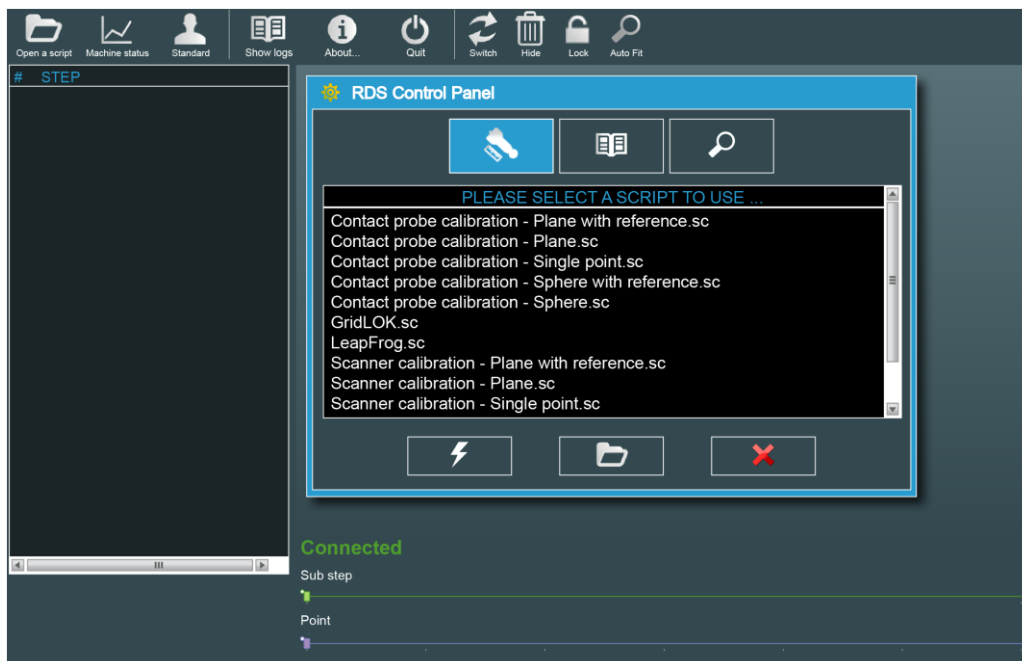 Open a script
Machine status
Standard
Show logs
About...
Quit
Switch
Hide
Lock
Auto Fit
# STEP
RDS Control Panel
PLEASE SELECT A SCRIPT TO USE ...
Contact probe calibration - Plane with reference.sc
Contact probe calibration - Plane.sc
Contact probe calibration - Single point.sc
Contact probe calibration - Sphere with reference.sc
Contact probe calibration - Sphere.sc
GridLOK.sc
LeapFrog.sc
Scanner calibration - Plane with reference.sc
Scanner calibration - Plane.sc
Scanner calibration - Single point.sc
Connected
Sub step
Point